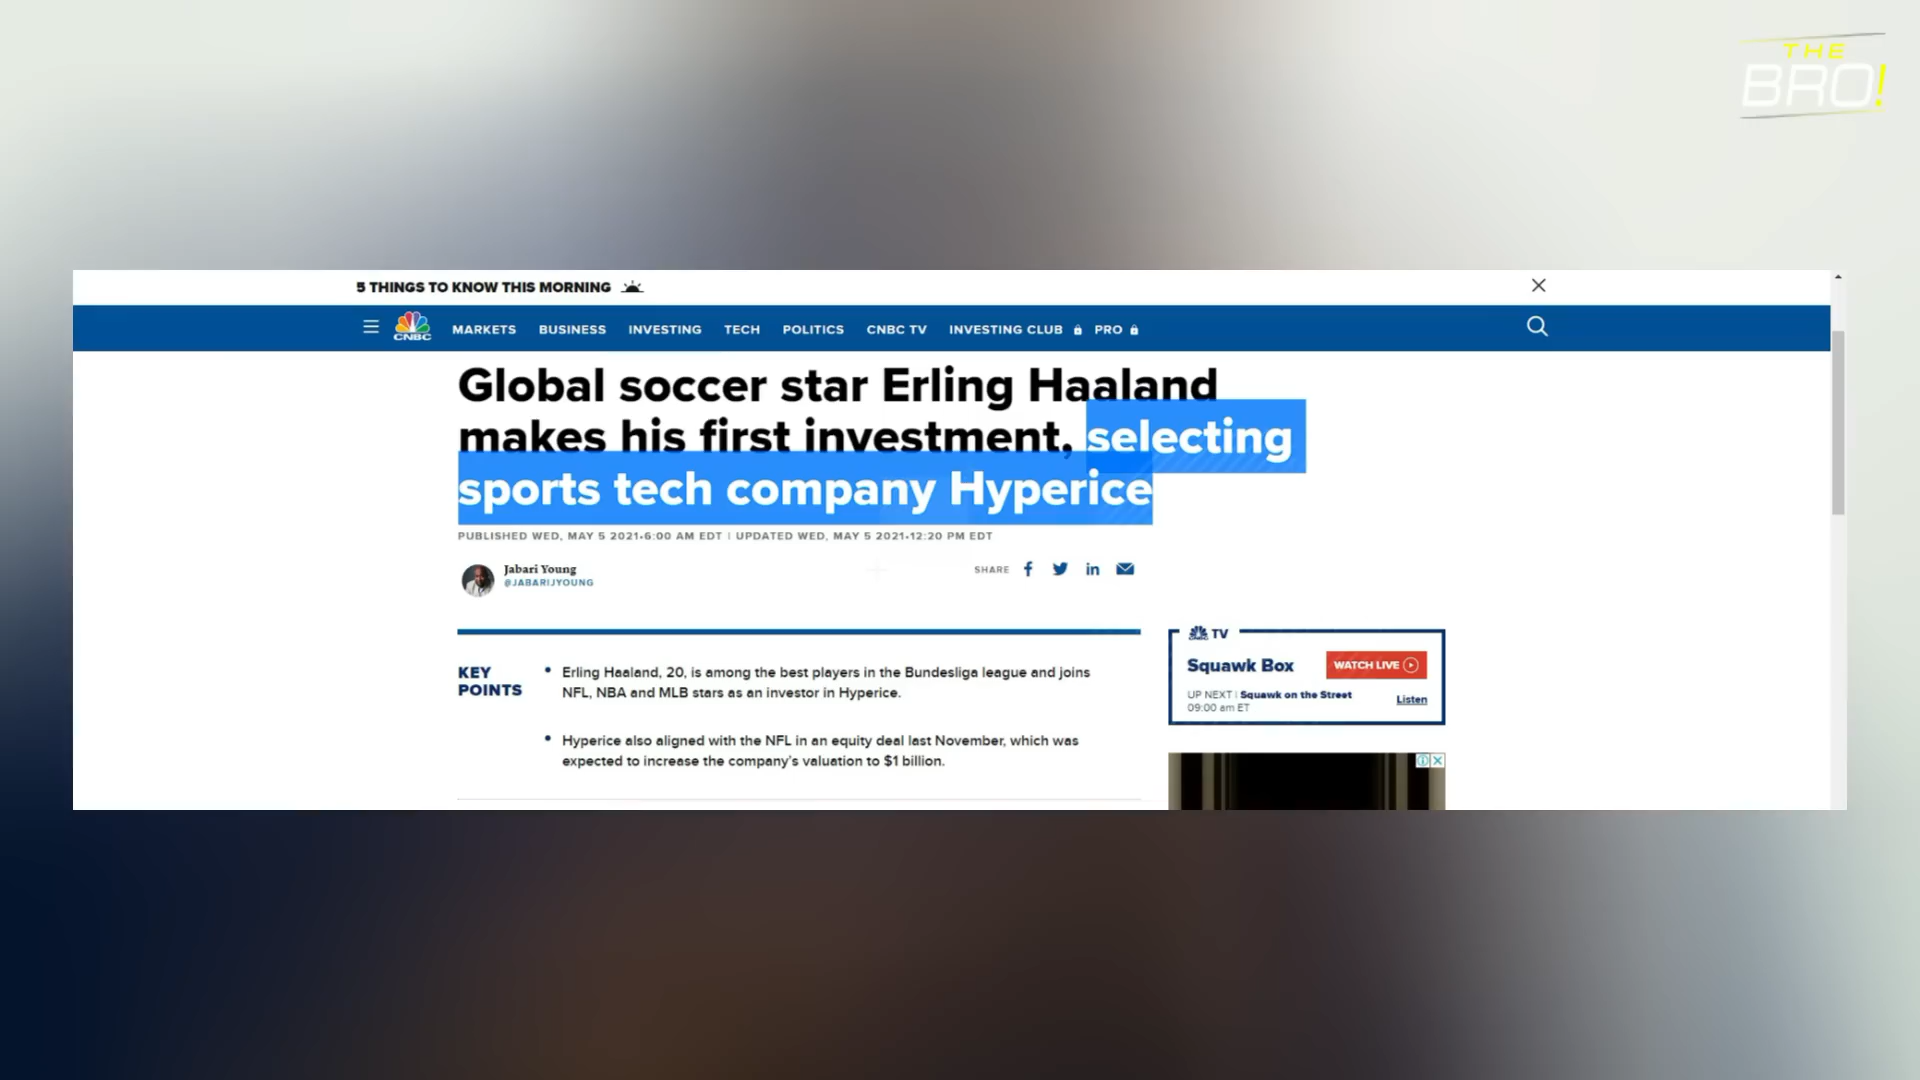 THE
BRO!
5 THINGS TO KNOW THIS MORNING
CNBC MARKETS BUSINESS INVESTING TECH POLITICS CNBC TV INVESTING CLUB PRO
Global soccer star Erling Haaland
makes his first investment, selecting
sports tech company Hyperice
PUBLISHED WED, MAY 5 2021•6:00 AM EDT | UPDATED WED, MAY 5 2021•12:20 PM EDT
Jabari Young
@JABARIJYOUNG
SHARE
KEY
POINTS
• Erling Haaland, 20, is among the best players in the Bundesliga league and joins
NFL, NBA and MLB stars as an investor in Hyperice.
• Hyperice also aligned with the NFL in an equity deal last November, which was
expected to increase the company's valuation to $1 billion.
CNBC TV
Squawk Box
WATCH LIVE
UP NEXT | Squawk on the Street
09:00 am ET
Listen